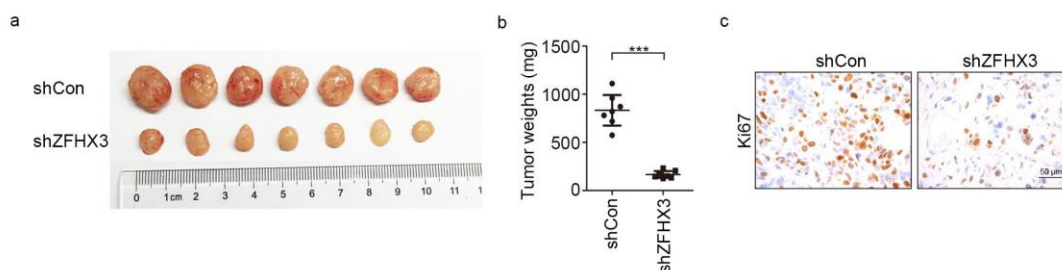 a
shCon
shZFHX3
0 1cm 2 3 4 5 6 7 8 9 10 11
b
Tumor weights (mg)
1500
1000
500
0
***
shCon
shZFHX3
c
shCon
shZFHX3
Ki67
50 µm